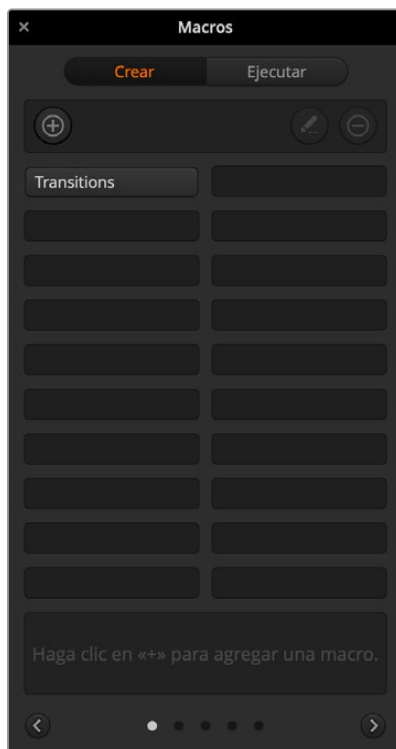 Macros
Crear Ejecutar
Transitions
Haga clic en «+» para agregar una macro.